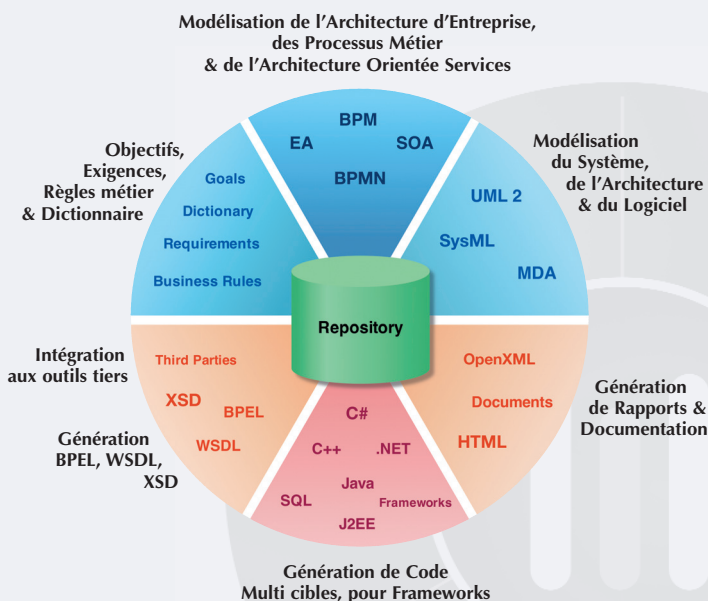 Modélisation de l'Architecture d'Entreprise,
des Processus Métier
& de l'Architecture Orientée Services
BPM
EA
SOA
BPMN
Objectifs,
Exigences,
Règles métier
& Dictionnaire
Goals
Dictionary
Requirements
Business Rules
Modélisation
du Système,
de l'Architecture
& du Logiciel
UML 2
SysML
MDA
Repository
Intégration
aux outils tiers
Génération
BPEL, WSDL,
XSD
Third Parties
XSD
BPEL
WSDL
C#
C++
.NET
Java
SQL
Frameworks
J2EE
OpenXML
Documents
HTML
Génération
de Rapports &
Documentation
Génération de Code
Multi cibles, pour Frameworks